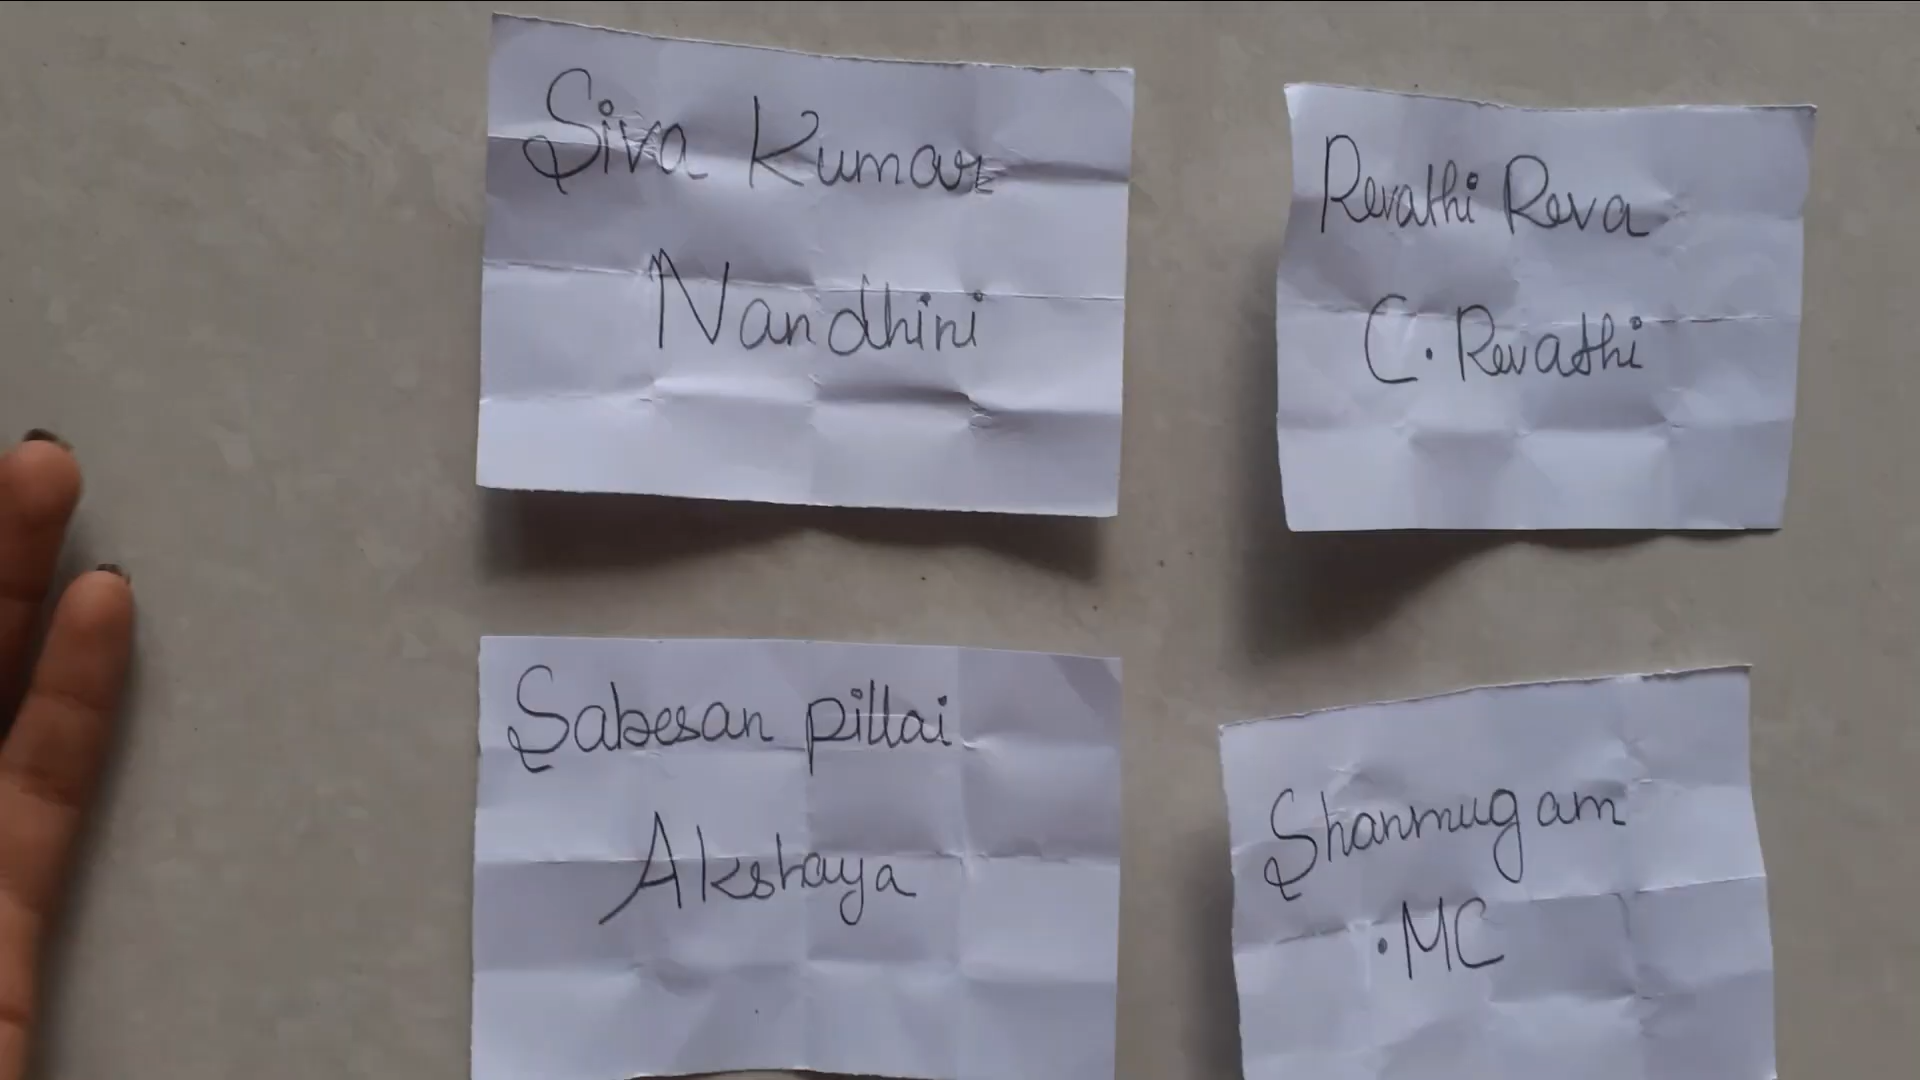 Siva Kumar
Nandhini
Revathi Reva
C. Revathi
Sabesan pillai
Akshaya
Shanmugam
.MC